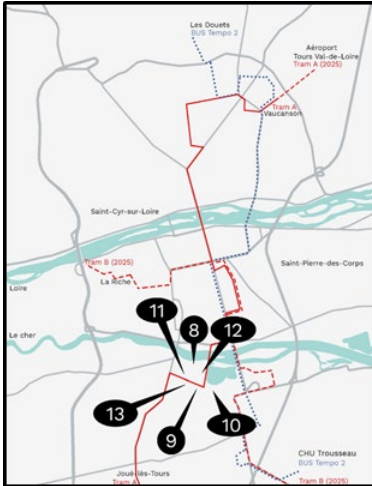 Les Douets
BUS Tempo 2
Aéroport
Tours Val-de-Loire
Tram A (2025)
Tram A
Vaucanson
Saint-Cyr-sur-Loire
Tram B (2025)
Saint-Pierre-des-Corps
La Riche
Loire
11
8
12
Le cher
13
9
10
CHU Trousseau
BUS Tempo 2
Joué-lès-Tours
Tram A
Tram B (2025)